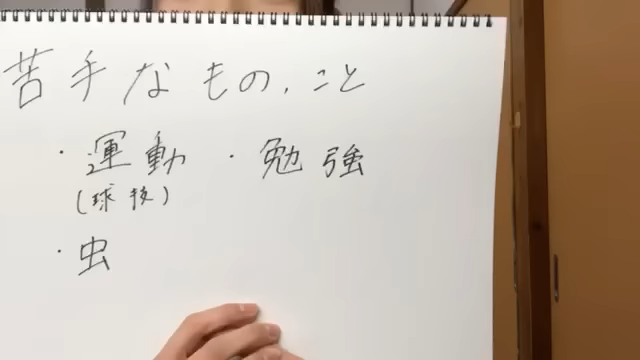 苦手なもの、こと
・運動 ・勉強
(球技)
・虫